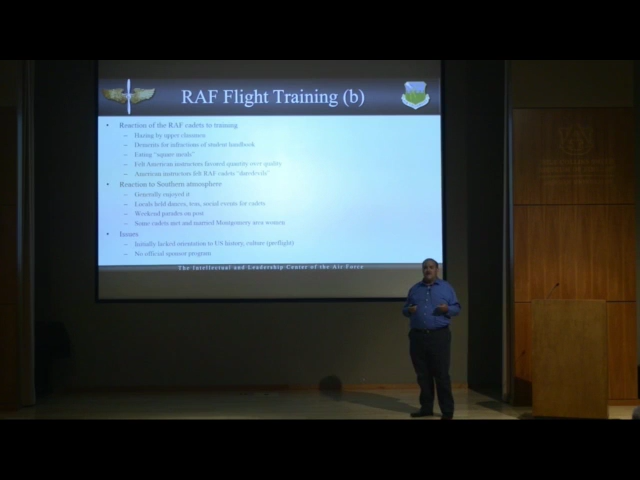 RAF Flight Training (b)
• Reaction of the RAF cadets to training
– Hazing by upper classmen
– Demerits for infractions of student handbook
– Eating "square meals"
– Felt American instructors favored quantity over quality
– American instructors felt RAF cadets "daredevils"
• Reaction to Southern atmosphere
– Generally enjoyed it
– Locals held dances, teas, social events for cadets
– Weekend parades on post
– Some cadets met and married Montgomery area women
• Issues
– Initially lacked orientation to US history, culture (preflight)
– No official sponsor program
The Intellectual and Leadership Center of the Air Force